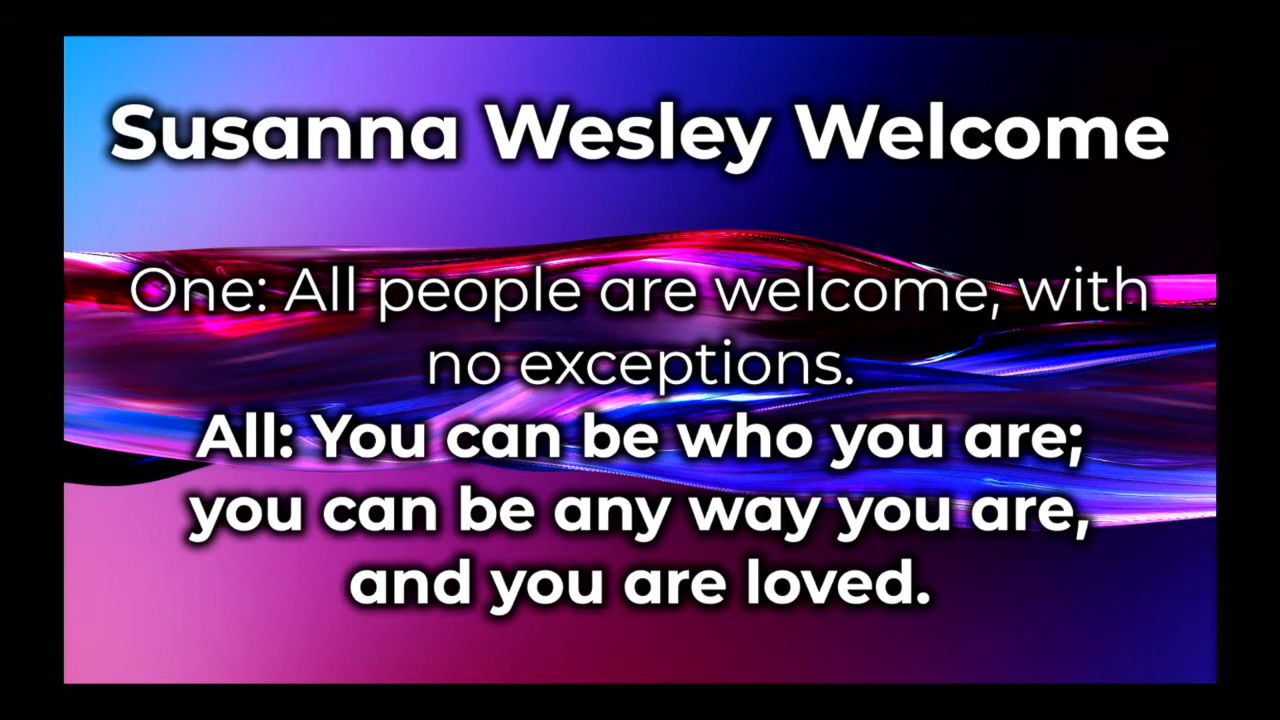 Susanna Wesley Welcome
One: All people are welcome, with
no exceptions.
All: You can be who you are;
you can be any way you are,
and you are loved.